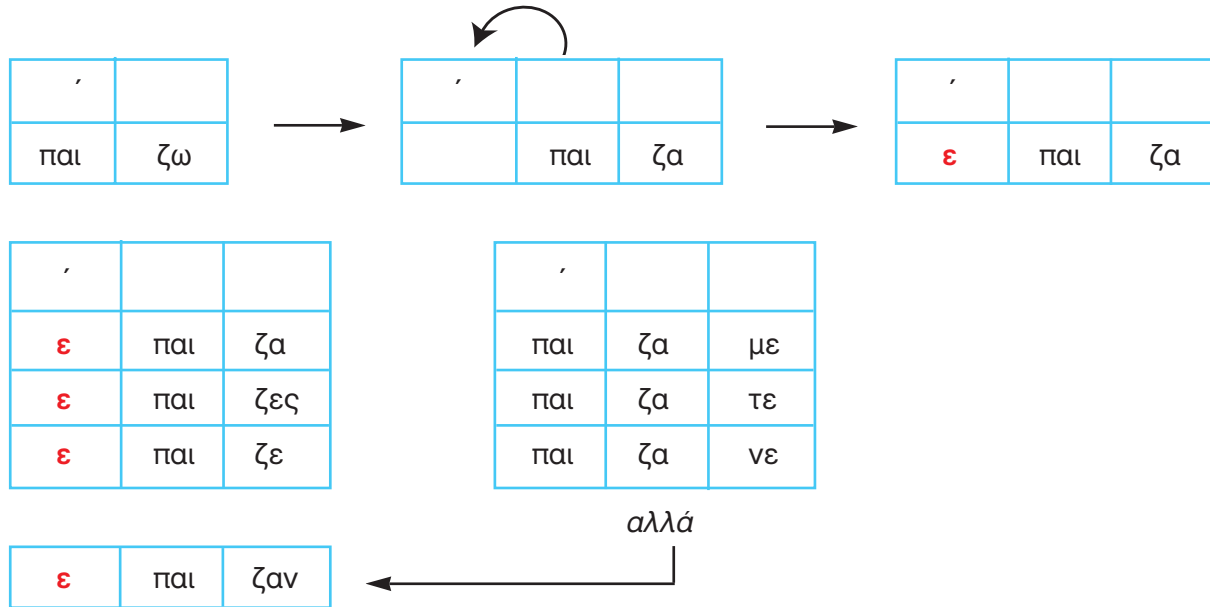 ΄ ΄ ΄
παι ζω παι ζα ε παι ζα
΄ ΄
ε παι ζα παι ζα με
ε παι ζες παι ζα τε
ε παι ζε παι ζα νε
αλλά
ε παι ζαν